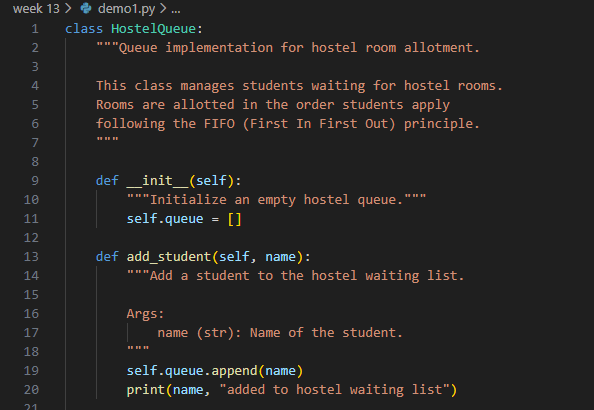 week 13 > demo1.py > ...
1 class HostelQueue:
2     """Queue implementation for hostel room allotment.
3
4     This class manages students waiting for hostel rooms.
5     Rooms are allotted in the order students apply
6     following the FIFO (First In First Out) principle.
7     """
8
9     def __init__(self):
10         """Initialize an empty hostel queue."""
11         self.queue = []
12
13     def add_student(self, name):
14         """Add a student to the hostel waiting list.
15
16         Args:
17             name (str): Name of the student.
18         """
19         self.queue.append(name)
20         print(name, "added to hostel waiting list")
21